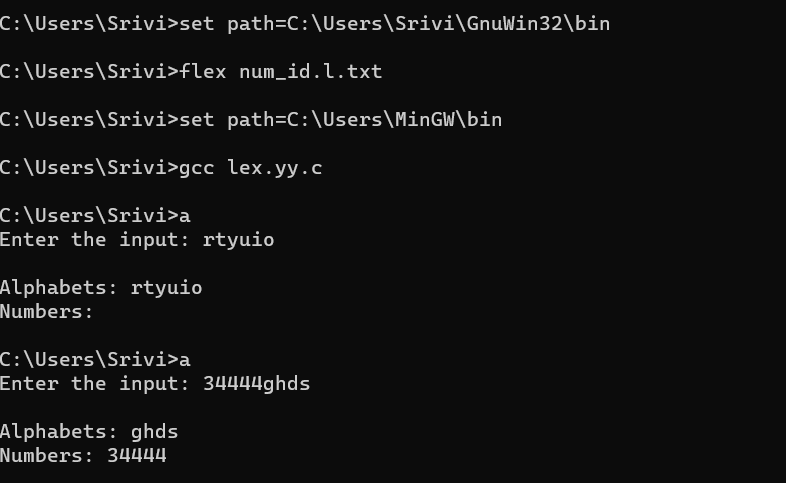 C:\Users\Srivi>set path=C:\Users\Srivi\GnuWin32\bin
C:\Users\Srivi>flex num_id.l.txt
C:\Users\Srivi>set path=C:\Users\MinGW\bin
C:\Users\Srivi>gcc lex.yy.c
C:\Users\Srivi>a
Enter the input: rtyuio
Alphabets: rtyuio
Numbers:
C:\Users\Srivi>a
Enter the input: 34444ghds
Alphabets: ghds
Numbers: 34444